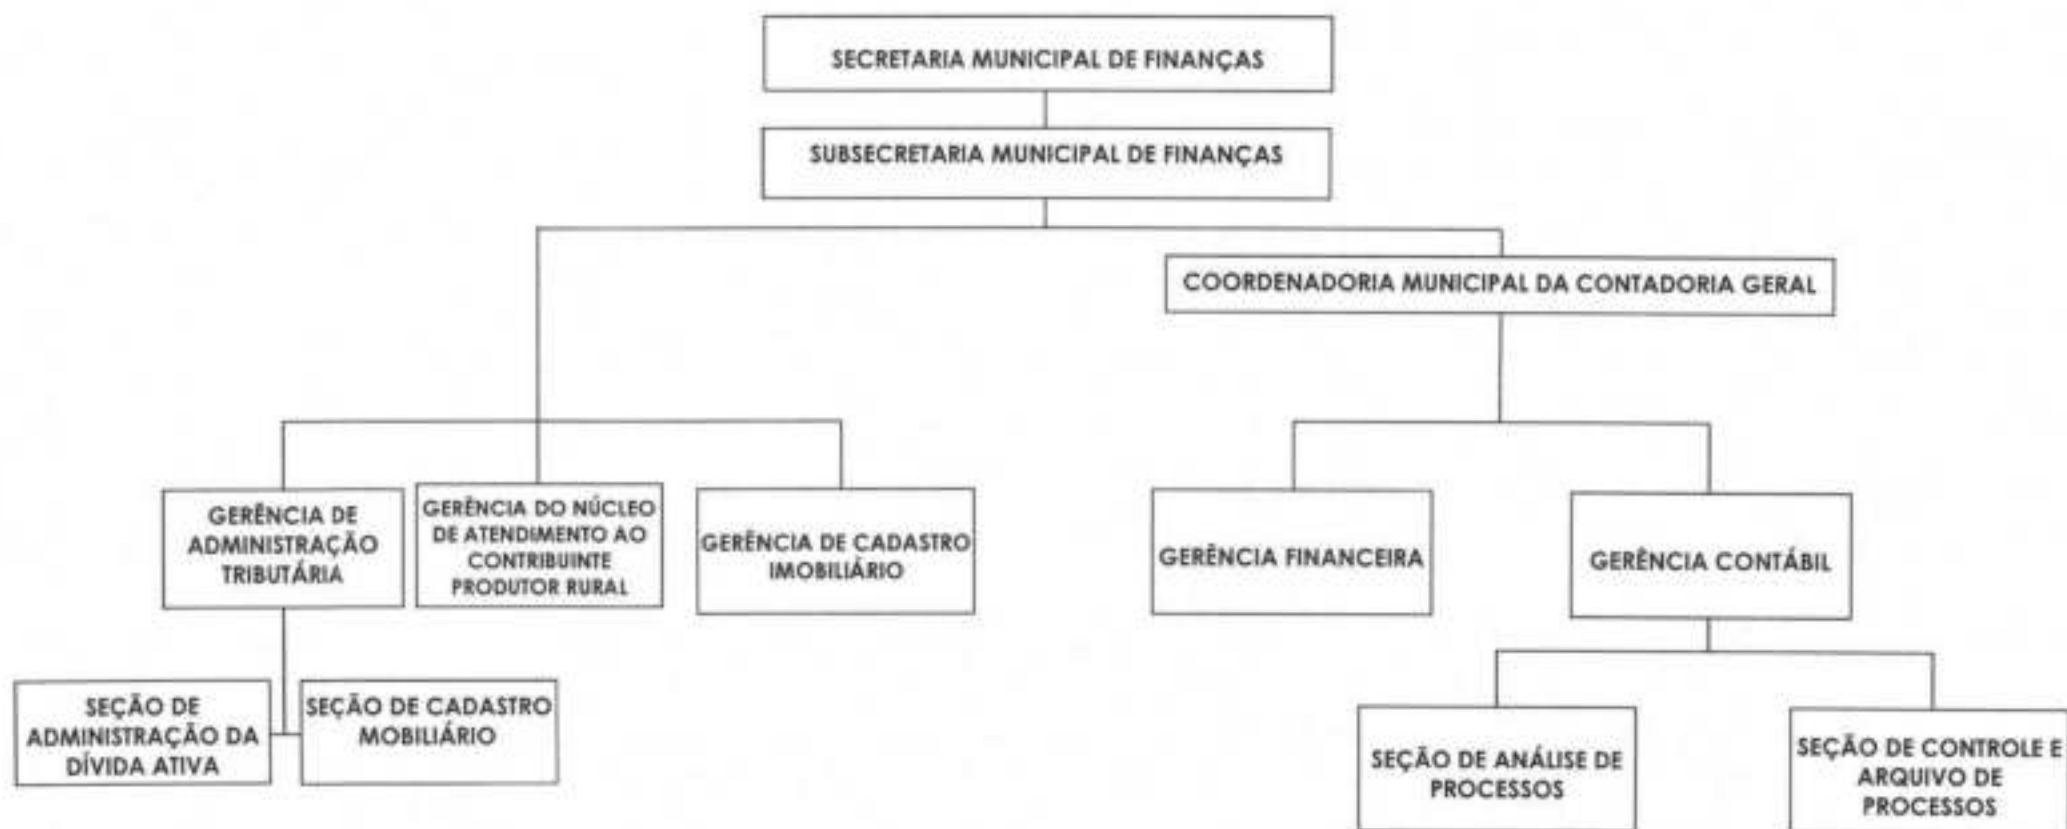 SECRETARIA MUNICIPAL DE FINANÇAS
SUBSECRETARIA MUNICIPAL DE FINANÇAS
COORDENADORIA MUNICIPAL DA CONTADORIA GERAL
GERÊNCIA DE
ADMINISTRAÇÃO
TRIBUTÁRIA
GERÊNCIA DO NÚCLEO
DE ATENDIMENTO AO
CONTRIBUINTE
PRODUTOR RURAL
GERÊNCIA DE CADASTRO
IMOBILIÁRIO
GERÊNCIA FINANCEIRA
GERÊNCIA CONTÁBIL
SEÇÃO DE
ADMINISTRAÇÃO DA
DÍVIDA ATIVA
SEÇÃO DE CADASTRO
MOBILIÁRIO
SEÇÃO DE ANÁLISE DE
PROCESSOS
SEÇÃO DE CONTROLE E
ARQUIVO DE
PROCESSOS